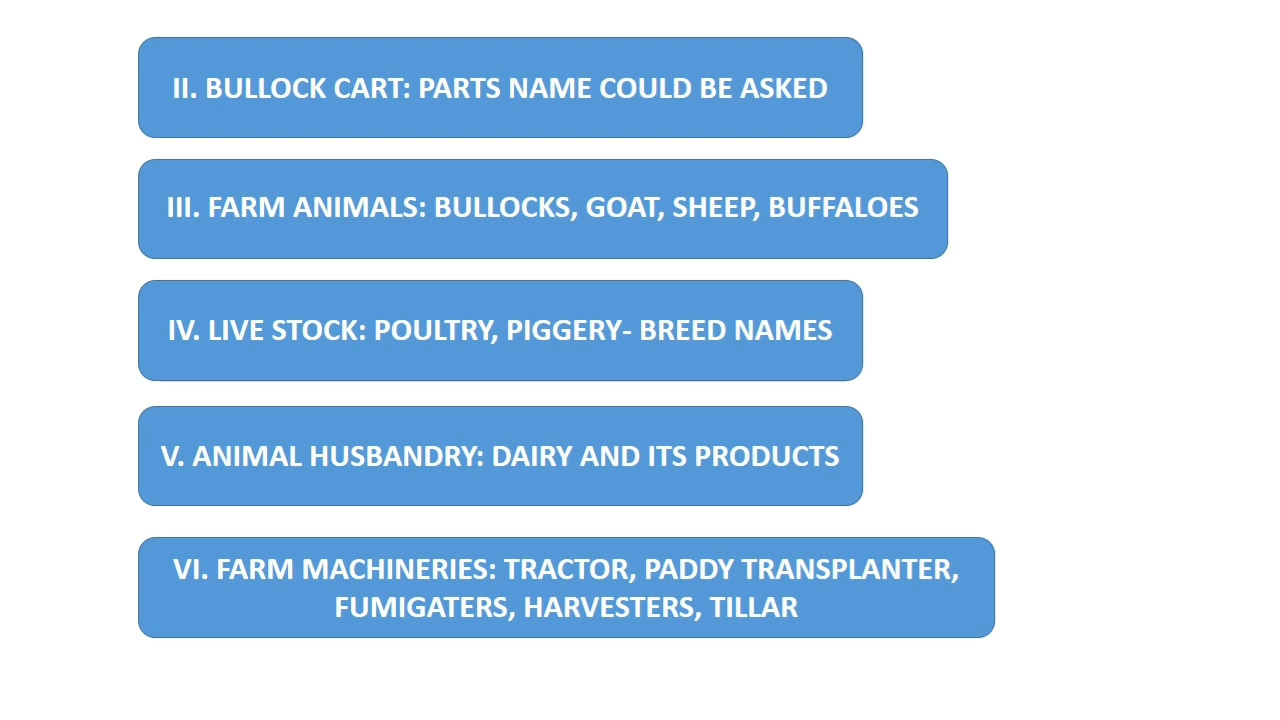 II. BULLOCK CART: PARTS NAME COULD BE ASKED
III. FARM ANIMALS: BULLOCKS, GOAT, SHEEP, BUFFALOES
IV. LIVE STOCK: POULTRY, PIGGERY- BREED NAMES
V. ANIMAL HUSBANDRY: DAIRY AND ITS PRODUCTS
VI. FARM MACHINERIES: TRACTOR, PADDY TRANSPLANTER,
FUMIGATERS, HARVESTERS, TILLAR